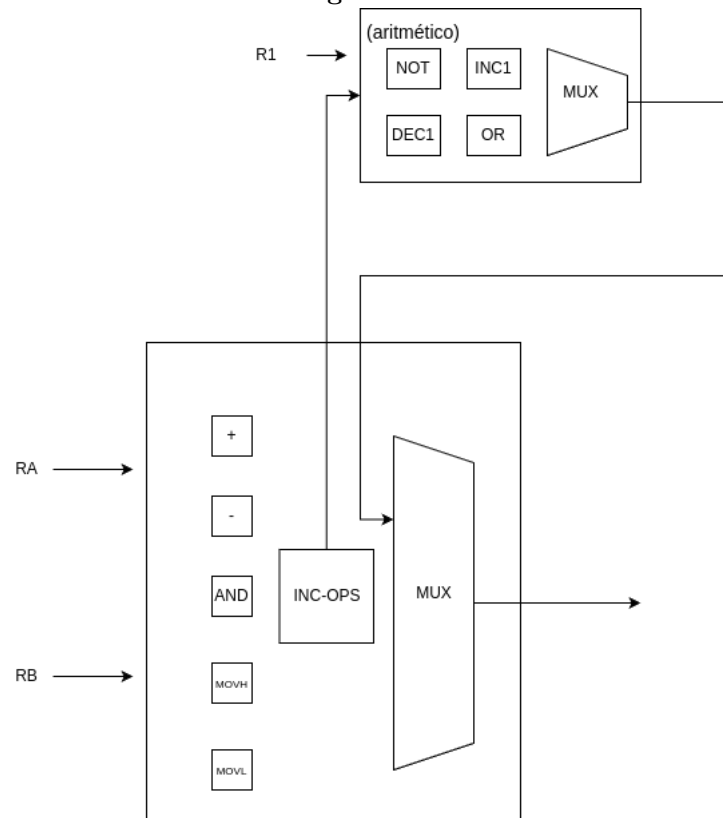 (aritmético)
R1
NOT
INC1
MUX
DEC1
OR
+
RA
-
AND
INC-OPS
MUX
RB
MOVH
MOVL